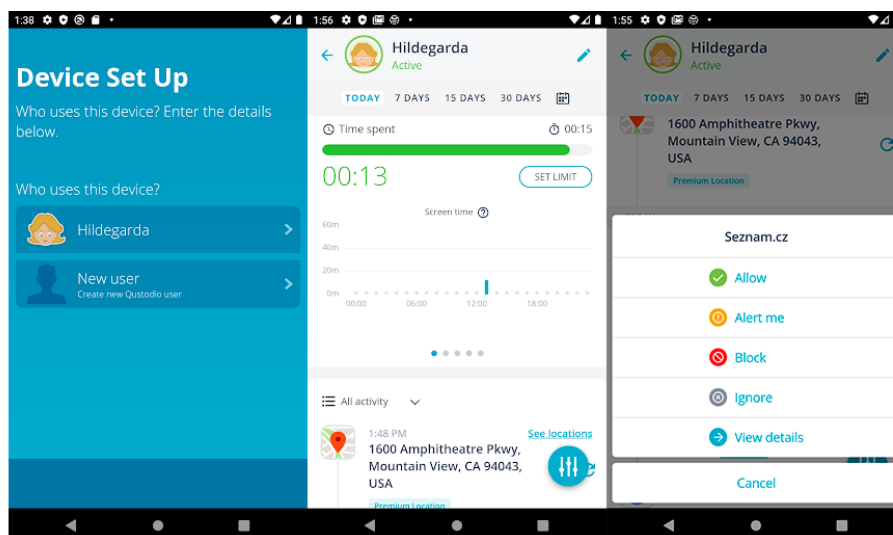 1:38
Device Set Up
Who uses this device? Enter the details
below.
Who uses this device?
Hildegarda
New user
Create new Qustodio user
1:56
Hildegarda
Active
TODAY 7 DAYS 15 DAYS 30 DAYS
Time spent 00:15
00:13 SET LIMIT
Screen time ?
60m
40m
20m
0m
00:00 06:00 12:00 18:00
All activity
1:48 PM See locations
1600 Amphitheatre Pkwy,
Mountain View, CA 94043,
USA
Premium Location
1:55
Hildegarda
Active
TODAY 7 DAYS 15 DAYS 30 DAYS
1600 Amphitheatre Pkwy,
Mountain View, CA 94043,
USA
Premium Location
Seznam.cz
Allow
Alert me
Block
Ignore
View details
Cancel